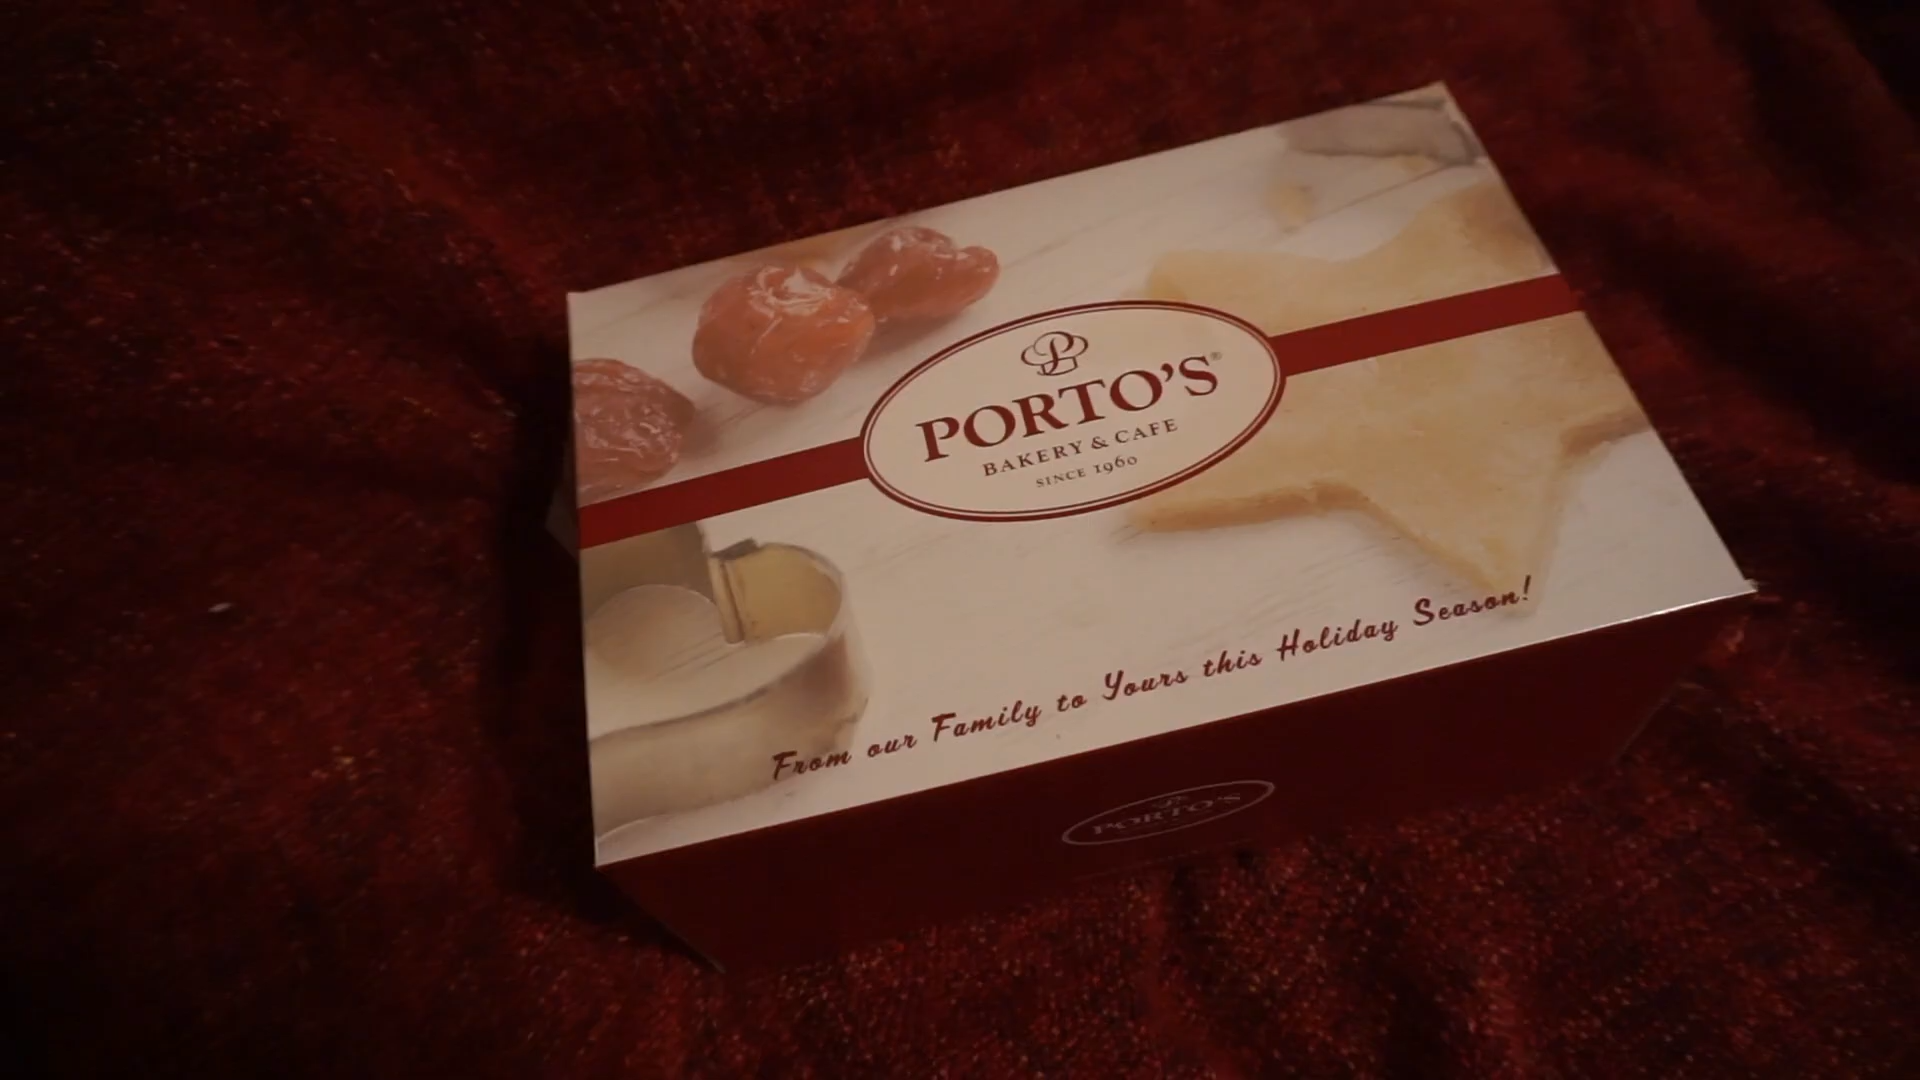 PORTO'S®
BAKERY & CAFE
SINCE 1960
From our Family to Yours this Holiday Season!
PORTO'S